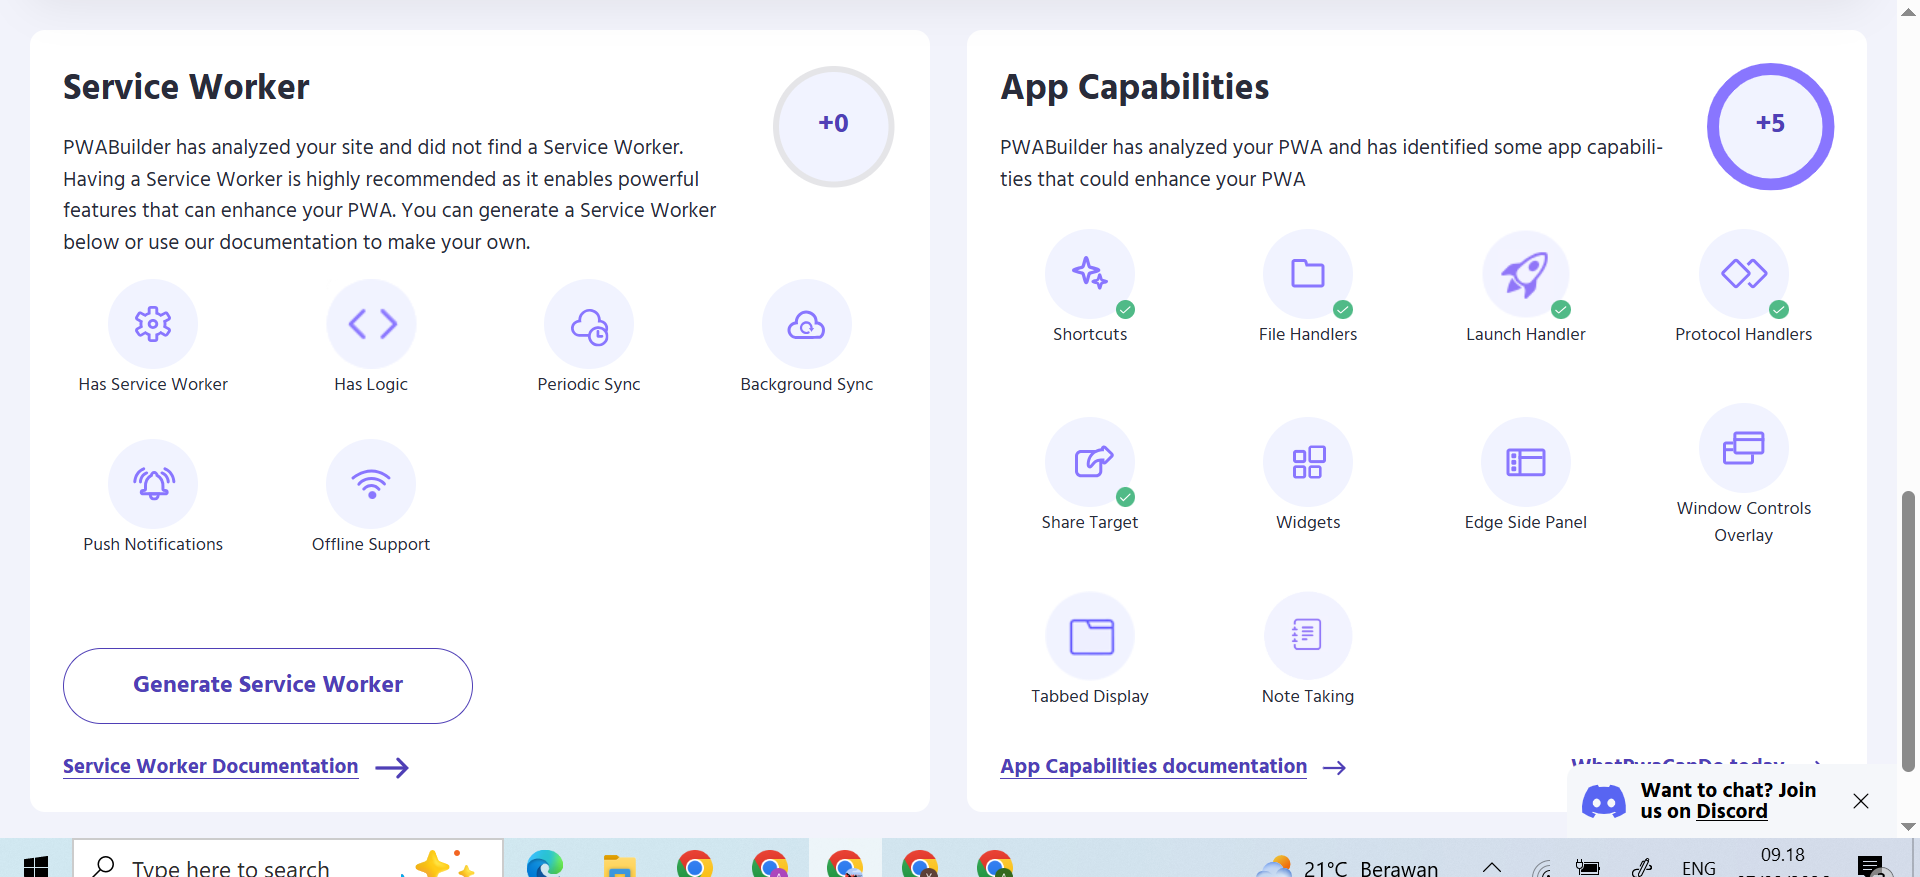 Service Worker
+0
PWABuilder has analyzed your site and did not find a Service Worker.
Having a Service Worker is highly recommended as it enables powerful
features that can enhance your PWA. You can generate a Service Worker
below or use our documentation to make your own.
Has Service Worker
Has Logic
Periodic Sync
Background Sync
Push Notifications
Offline Support
Generate Service Worker
Service Worker Documentation
App Capabilities
+5
PWABuilder has analyzed your PWA and has identified some app capabili-
ties that could enhance your PWA
Shortcuts
File Handlers
Launch Handler
Protocol Handlers
Share Target
Widgets
Edge Side Panel
Window Controls
Overlay
Tabbed Display
Note Taking
App Capabilities documentation
WhatPwaCanDo.today
Want to chat? Join
us on Discord
Type here to search
21°C Berawan
ENG
09.18